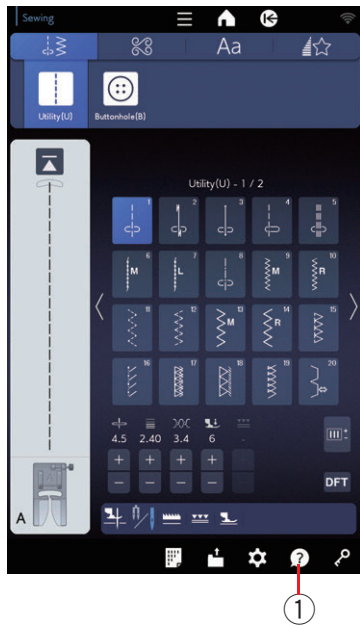 Sewing
Aa
Utility(U)
Buttonhole(B)
Utility(U) - 1 / 2
1 2 3 4 5
6 7 8 9 10
M L M R
11 12 13 14 15
M R
16 17 18 19 20
4.5 2.40 3.4 6 -
+ + + +
− − − − DFT
A
?
1